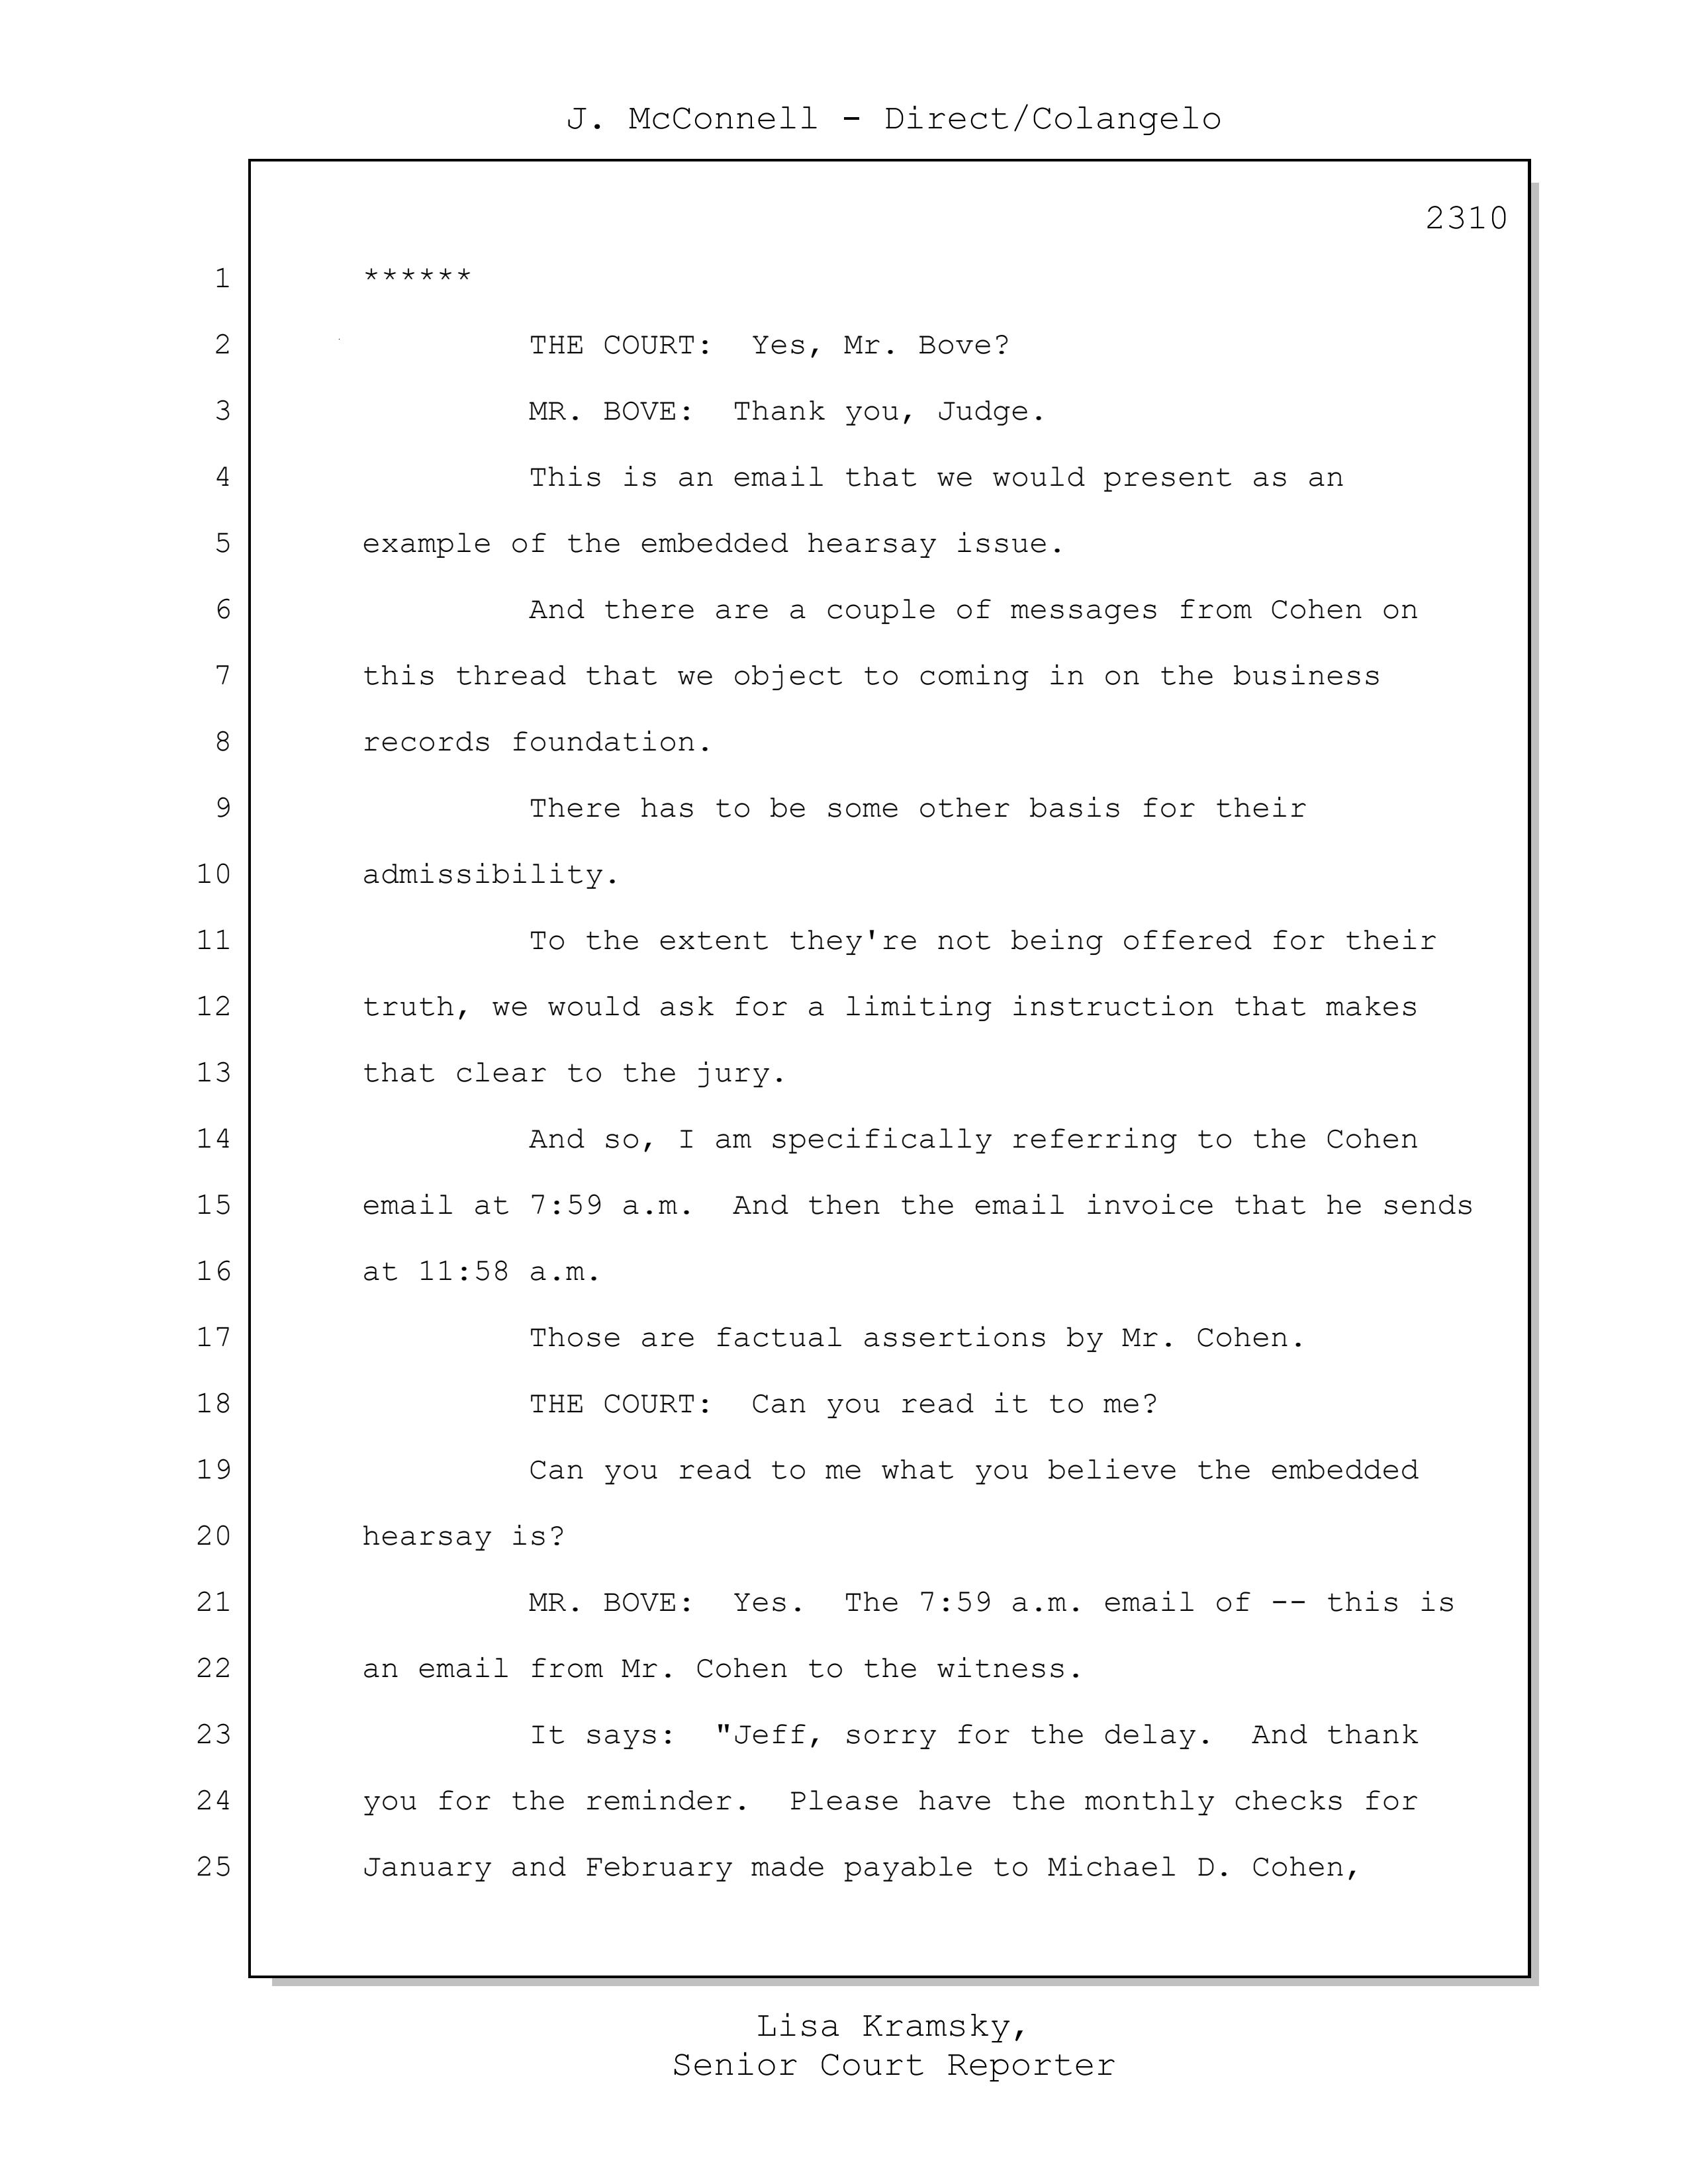 J. McConnell - Direct/Colangelo
2310
1 ******
2 THE COURT:  Yes, Mr. Bove?
3 MR. BOVE:  Thank you, Judge.
4 This is an email that we would present as an
5 example of the embedded hearsay issue.
6 And there are a couple of messages from Cohen on
7 this thread that we object to coming in on the business
8 records foundation.
9 There has to be some other basis for their
10 admissibility.
11 To the extent they're not being offered for their
12 truth, we would ask for a limiting instruction that makes
13 that clear to the jury.
14 And so, I am specifically referring to the Cohen
15 email at 7:59 a.m.  And then the email invoice that he sends
16 at 11:58 a.m.
17 Those are factual assertions by Mr. Cohen.
18 THE COURT:  Can you read it to me?
19 Can you read to me what you believe the embedded
20 hearsay is?
21 MR. BOVE:  Yes.  The 7:59 a.m. email of -- this is
22 an email from Mr. Cohen to the witness.
23 It says:  "Jeff, sorry for the delay.  And thank
24 you for the reminder.  Please have the monthly checks for
25 January and February made payable to Michael D. Cohen,
Lisa Kramsky,
Senior Court Reporter